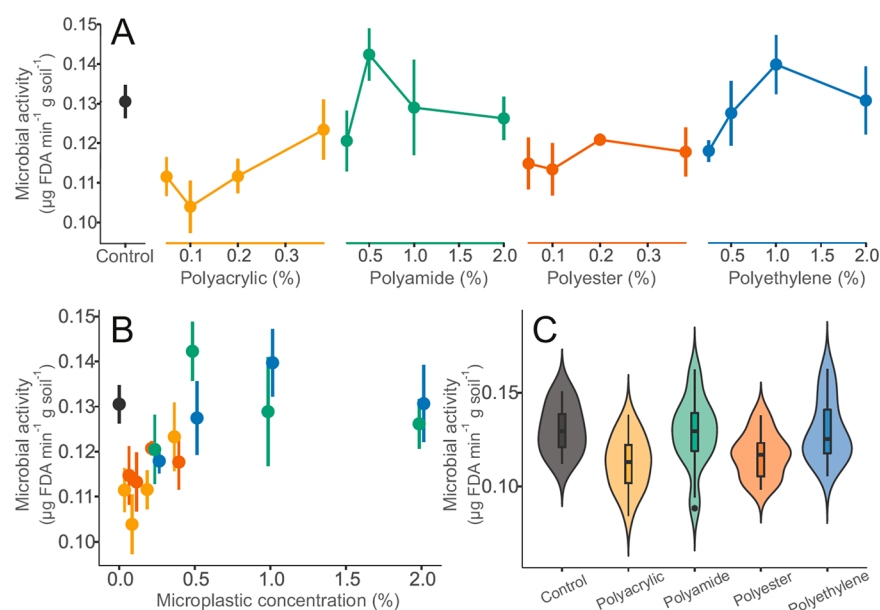 A
Microbial activity
(µg FDA min⁻¹ g soil⁻¹)
0.15
0.14
0.13
0.12
0.11
0.10
Control
0.1 0.2 0.3
Polyacrylic (%)
0.5 1.0 1.5 2.0
Polyamide (%)
0.1 0.2 0.3
Polyester (%)
0.5 1.0 1.5 2.0
Polyethylene (%)
B
Microbial activity
(µg FDA min⁻¹ g soil⁻¹)
0.15
0.14
0.13
0.12
0.11
0.10
0.0 0.5 1.0 1.5 2.0
Microplastic concentration (%)
C
Microbial activity
(µg FDA min⁻¹ g soil⁻¹)
0.15
0.10
Control
Polyacrylic
Polyamide
Polyester
Polyethylene